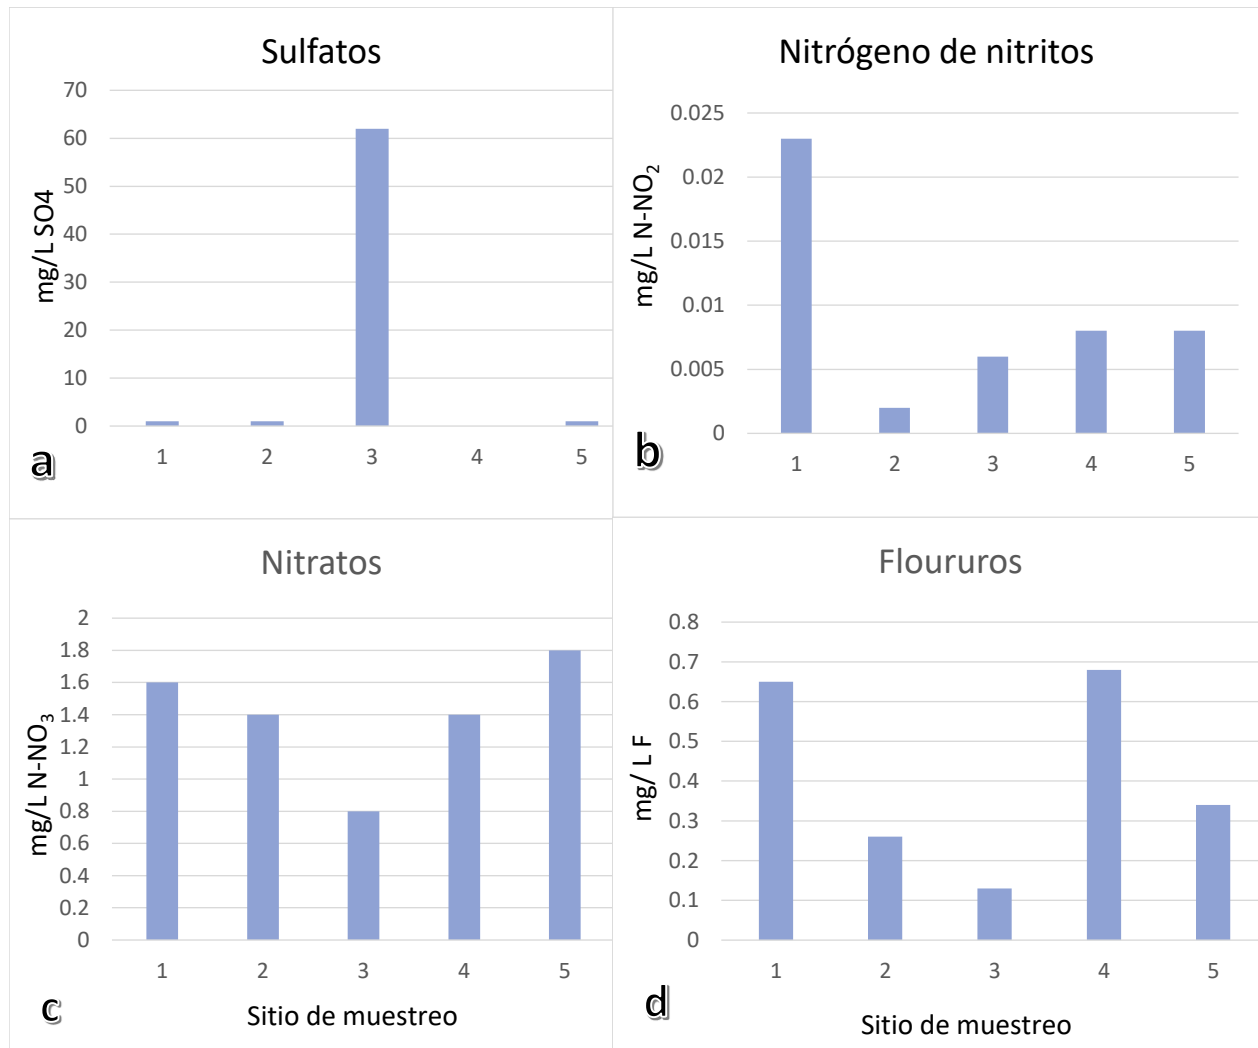 Sulfatos
mg/L SO4
70
60
50
40
30
20
10
0
1 2 3 4 5
a
Nitrógeno de nitritos
mg/L N-NO₂
0.025
0.02
0.015
0.01
0.005
0
1 2 3 4 5
b
Nitratos
mg/L N-NO₃
2
1.8
1.6
1.4
1.2
1
0.8
0.6
0.4
0.2
0
1 2 3 4 5
Sitio de muestreo
c
Floururos
mg/ L F
0.8
0.7
0.6
0.5
0.4
0.3
0.2
0.1
0
1 2 3 4 5
Sitio de muestreo
d